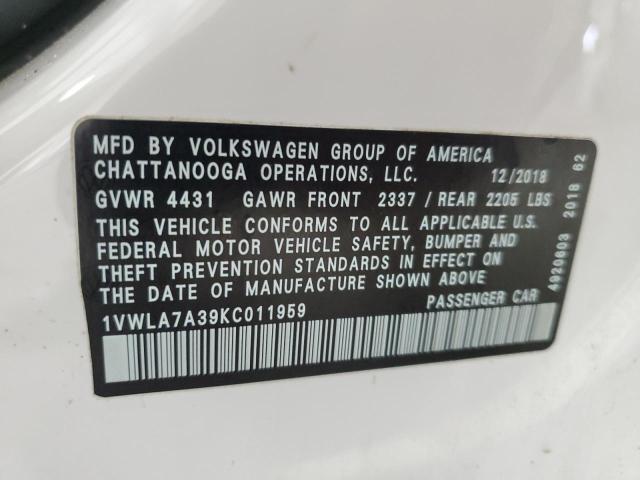 MFD BY VOLKSWAGEN GROUP OF AMERICA
CHATTANOOGA OPERATIONS, LLC. 12/2018
GVWR 4431 GAWR FRONT 2337 / REAR 2205 LBS
THIS VEHICLE CONFORMS TO ALL APPLICABLE U.S.
FEDERAL MOTOR VEHICLE SAFETY, BUMPER AND
THEFT PREVENTION STANDARDS IN EFFECT ON
THE DATE OF MANUFACTURE SHOWN ABOVE
1VWLA7A39KC011959 PASSENGER CAR
4920603 2018 62